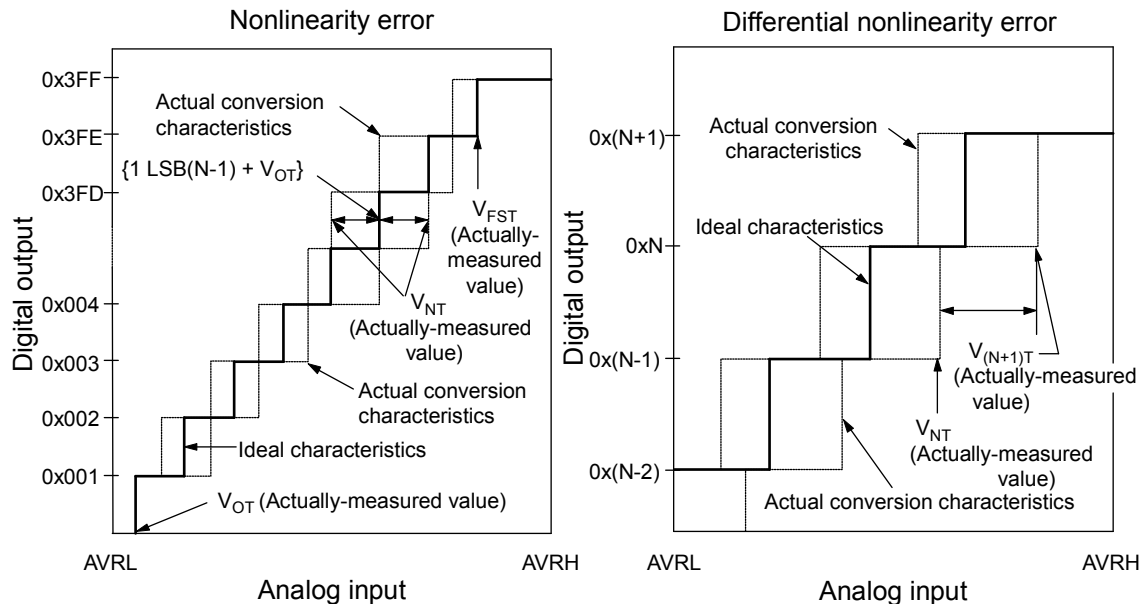 Nonlinearity error
0x3FF
0x3FE
0x3FD
0x004
0x003
0x002
0x001
Digital output
Actual conversion
characteristics
{1 LSB(N-1) + VOT}
VFST
(Actually-
measured
value)
VNT
(Actually-measured
value)
Actual conversion
characteristics
Ideal characteristics
VOT (Actually-measured value)
AVRL
AVRH
Analog input
Differential nonlinearity error
0x(N+1)
0xN
0x(N-1)
0x(N-2)
Digital output
Actual conversion
characteristics
Ideal characteristics
V(N+1)T
(Actually-measured
value)
VNT
(Actually-measured
value)
Actual conversion characteristics
AVRL
AVRH
Analog input